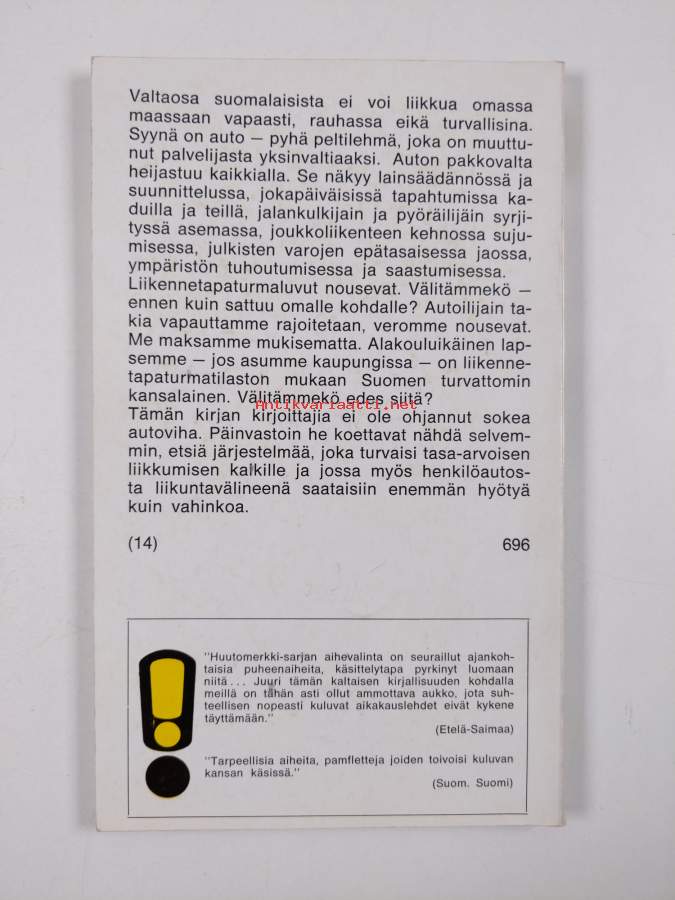 Valtaosa suomalaisista ei voi liikkua omassa
maassaan vapaasti, rauhassa eikä turvallisina.
Syynä on auto — pyhä peltilehmä, joka on muuttu-
nut palvelijasta yksinvaltiaaksi. Auton pakkovalta
heijastuu kaikkialla. Se näkyy lainsäädännössä ja
suunnittelussa, jokapäiväisissä tapahtumissa ka-
duilla ja teillä, jalankulkijain ja pyöräilijäin syrji-
tyssä asemassa, joukkoliikenteen kehnossa suju-
misessa, julkisten varojen epätasaisessa jaossa,
ympäristön tuhoutumisessa ja saastumisessa.
Liikennetapaturmaluvut nousevat. Välitämmekö —
ennen kuin sattuu omalle kohdalle? Autoilijain ta-
kia vapauttamme rajoitetaan, veromme nousevat.
Me maksamme mukisematta. Alakouluikäinen lap-
semme — jos asumme kaupungissa — on liikenne-
tapaturmatilaston mukaan Suomen turvattomin
kansalainen. Välitämmekö edes siitä?
Antikvariaatti.net
Tämän kirjan kirjoittajia ei ole ohjannut sokea
autoviha. Päinvastoin he koettavat nähdä selvem-
min, etsiä järjestelmää, joka turvaisi tasa-arvoisen
liikkumisen kaikille ja jossa myös henkilöautos-
ta liikuntavälineenä saataisiin enemmän hyötyä
kuin vahinkoa.
(14) 696
"Huutomerkki-sarjan aihevalinta on seuraillut ajankoh-
taisia puheenaiheita, käsittelytapa pyrkinyt luomaan
niitä... Juuri tämän kaltaisen kirjallisuuden kohdalla
meillä on tähän asti ollut ammottava aukko, jota suh-
teellisen nopeasti kuluvat aikakauslehdet eivät kykene
täyttämään."
(Etelä-Saimaa)
"Tarpeellisia aiheita, pamfletteja joiden toivoisi kuluvan
kansan käsissä."
(Suom. Suomi)